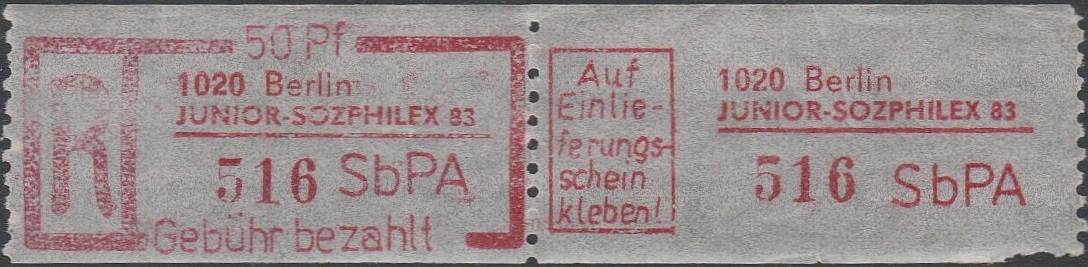 50 Pf
R
1020 Berlin
JUNIOR-SOZPHILEX 83
516 SbPA
Gebühr bezahlt
Auf
Einlie-
ferungs-
schein
kleben!
1020 Berlin
JUNIOR-SOZPHILEX 83
516 SbPA